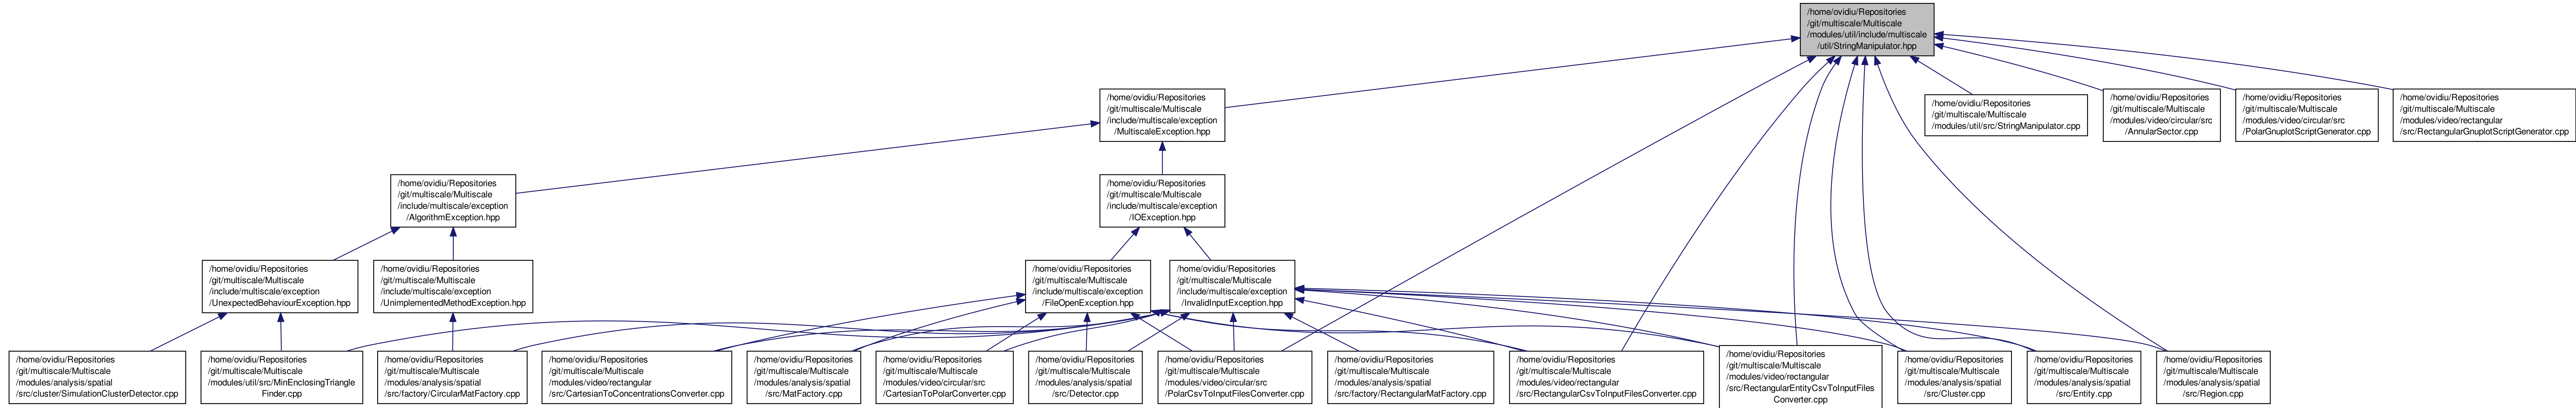 /home/ovidiu/Repositories
/git/multiscale/Multiscale
/modules/util/include/multiscale
/util/StringManipulator.hpp
/home/ovidiu/Repositories
/git/multiscale/Multiscale
/include/multiscale/exception
/MultiscaleException.hpp
/home/ovidiu/Repositories
/git/multiscale/Multiscale
/modules/util/src/StringManipulator.cpp
/home/ovidiu/Repositories
/git/multiscale/Multiscale
/modules/video/circular/src
/AnnularSector.cpp
/home/ovidiu/Repositories
/git/multiscale/Multiscale
/modules/video/circular/src
/PolarGnuplotScriptGenerator.cpp
/home/ovidiu/Repositories
/git/multiscale/Multiscale
/modules/video/rectangular
/src/RectangularGnuplotScriptGenerator.cpp
/home/ovidiu/Repositories
/git/multiscale/Multiscale
/include/multiscale/exception
/AlgorithmException.hpp
/home/ovidiu/Repositories
/git/multiscale/Multiscale
/include/multiscale/exception
/IOException.hpp
/home/ovidiu/Repositories
/git/multiscale/Multiscale
/include/multiscale/exception
/UnexpectedBehaviourException.hpp
/home/ovidiu/Repositories
/git/multiscale/Multiscale
/include/multiscale/exception
/UnimplementedMethodException.hpp
/home/ovidiu/Repositories
/git/multiscale/Multiscale
/include/multiscale/exception
/FileOpenException.hpp
/home/ovidiu/Repositories
/git/multiscale/Multiscale
/include/multiscale/exception
/InvalidInputException.hpp
/home/ovidiu/Repositories
/git/multiscale/Multiscale
/modules/analysis/spatial
/src/cluster/SimulationClusterDetector.cpp
/home/ovidiu/Repositories
/git/multiscale/Multiscale
/modules/util/src/MinEnclosingTriangle
Finder.cpp
/home/ovidiu/Repositories
/git/multiscale/Multiscale
/modules/analysis/spatial
/src/factory/CircularMatFactory.cpp
/home/ovidiu/Repositories
/git/multiscale/Multiscale
/modules/video/rectangular
/src/CartesianToConcentrationsConverter.cpp
/home/ovidiu/Repositories
/git/multiscale/Multiscale
/modules/analysis/spatial
/src/MatFactory.cpp
/home/ovidiu/Repositories
/git/multiscale/Multiscale
/modules/video/circular/src
/CartesianToPolarConverter.cpp
/home/ovidiu/Repositories
/git/multiscale/Multiscale
/modules/analysis/spatial
/src/Detector.cpp
/home/ovidiu/Repositories
/git/multiscale/Multiscale
/modules/video/circular/src
/PolarCsvToInputFilesConverter.cpp
/home/ovidiu/Repositories
/git/multiscale/Multiscale
/modules/analysis/spatial
/src/factory/RectangularMatFactory.cpp
/home/ovidiu/Repositories
/git/multiscale/Multiscale
/modules/video/rectangular
/src/RectangularCsvToInputFilesConverter.cpp
/home/ovidiu/Repositories
/git/multiscale/Multiscale
/modules/video/rectangular
/src/RectangularEntityCsvToInputFiles
Converter.cpp
/home/ovidiu/Repositories
/git/multiscale/Multiscale
/modules/analysis/spatial
/src/Cluster.cpp
/home/ovidiu/Repositories
/git/multiscale/Multiscale
/modules/analysis/spatial
/src/Entity.cpp
/home/ovidiu/Repositories
/git/multiscale/Multiscale
/modules/analysis/spatial
/src/Region.cpp